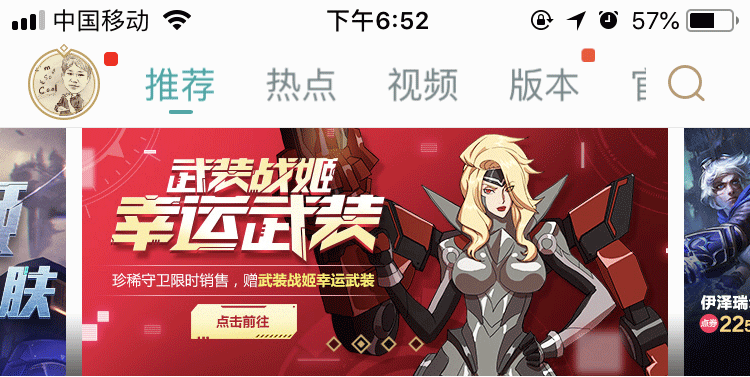 中国移动 下午6:52 57%
推荐 热点 视频 版本
武装战姬
幸运武装
珍稀守卫限时销售,赠武装战姬幸运武装
点击前往
肤
伊泽瑞
点券 225